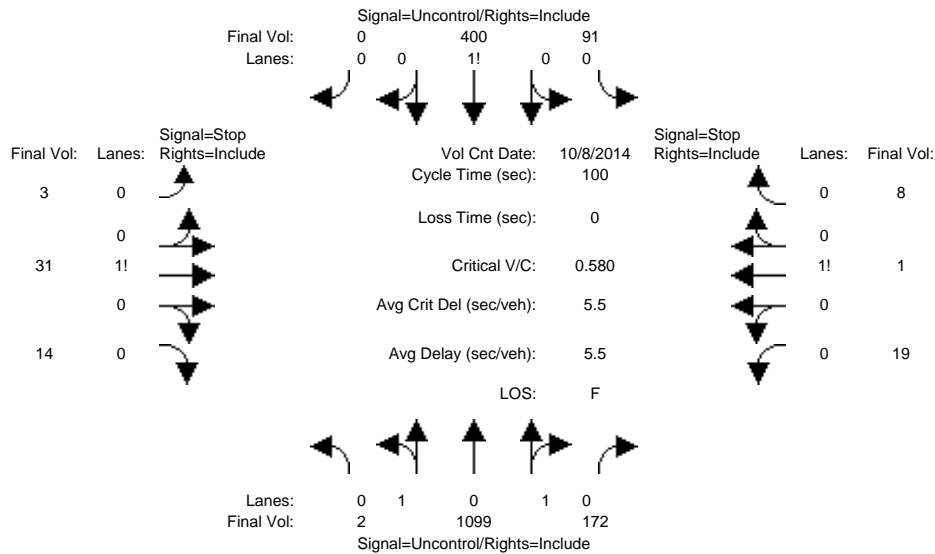 Signal=Uncontrol/Rights=Include
Final Vol: 0 400 91
Lanes: 0 0 1! 0 0
Signal=Stop
Final Vol: Lanes: Rights=Include
Vol Cnt Date: 10/8/2014
Signal=Stop
Rights=Include Lanes: Final Vol:
Cycle Time (sec): 100
3 0
0 8
Loss Time (sec): 0
0
0
31 1!
Critical V/C: 0.580
1! 1
0
Avg Crit Del (sec/veh): 5.5
0
14 0
Avg Delay (sec/veh): 5.5
0 19
LOS: F
Lanes: 0 1 0 1 0
Final Vol: 2 1099 172
Signal=Uncontrol/Rights=Include